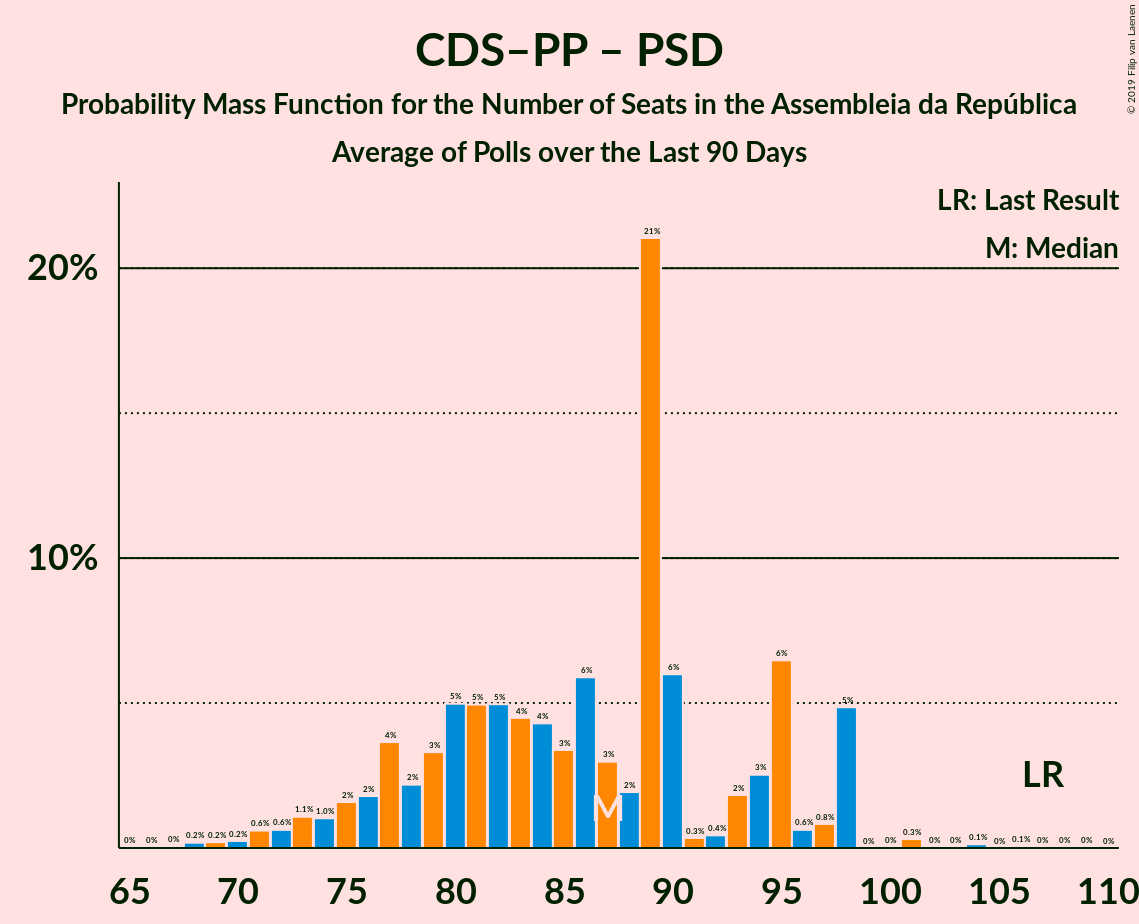 CDS–PP – PSD
Probability Mass Function for the Number of Seats in the Assembleia da República
Average of Polls over the Last 90 Days
© 2019 Filip van Laenen
LR: Last Result
M: Median
20%
10%
0% 0% 0% 0.2% 0.2% 0.2% 0.6% 0.6% 1.1% 1.0% 2% 2% 4% 2% 3% 5% 5% 5% 4% 4% 3% 6% 3% 2% 21% 6% 0.3% 0.4% 2% 3% 6% 0.6% 0.8% 5% 0% 0% 0.3% 0% 0% 0.1% 0% 0.1% 0% 0% 0% 0%
M
LR
65 70 75 80 85 90 95 100 105 110